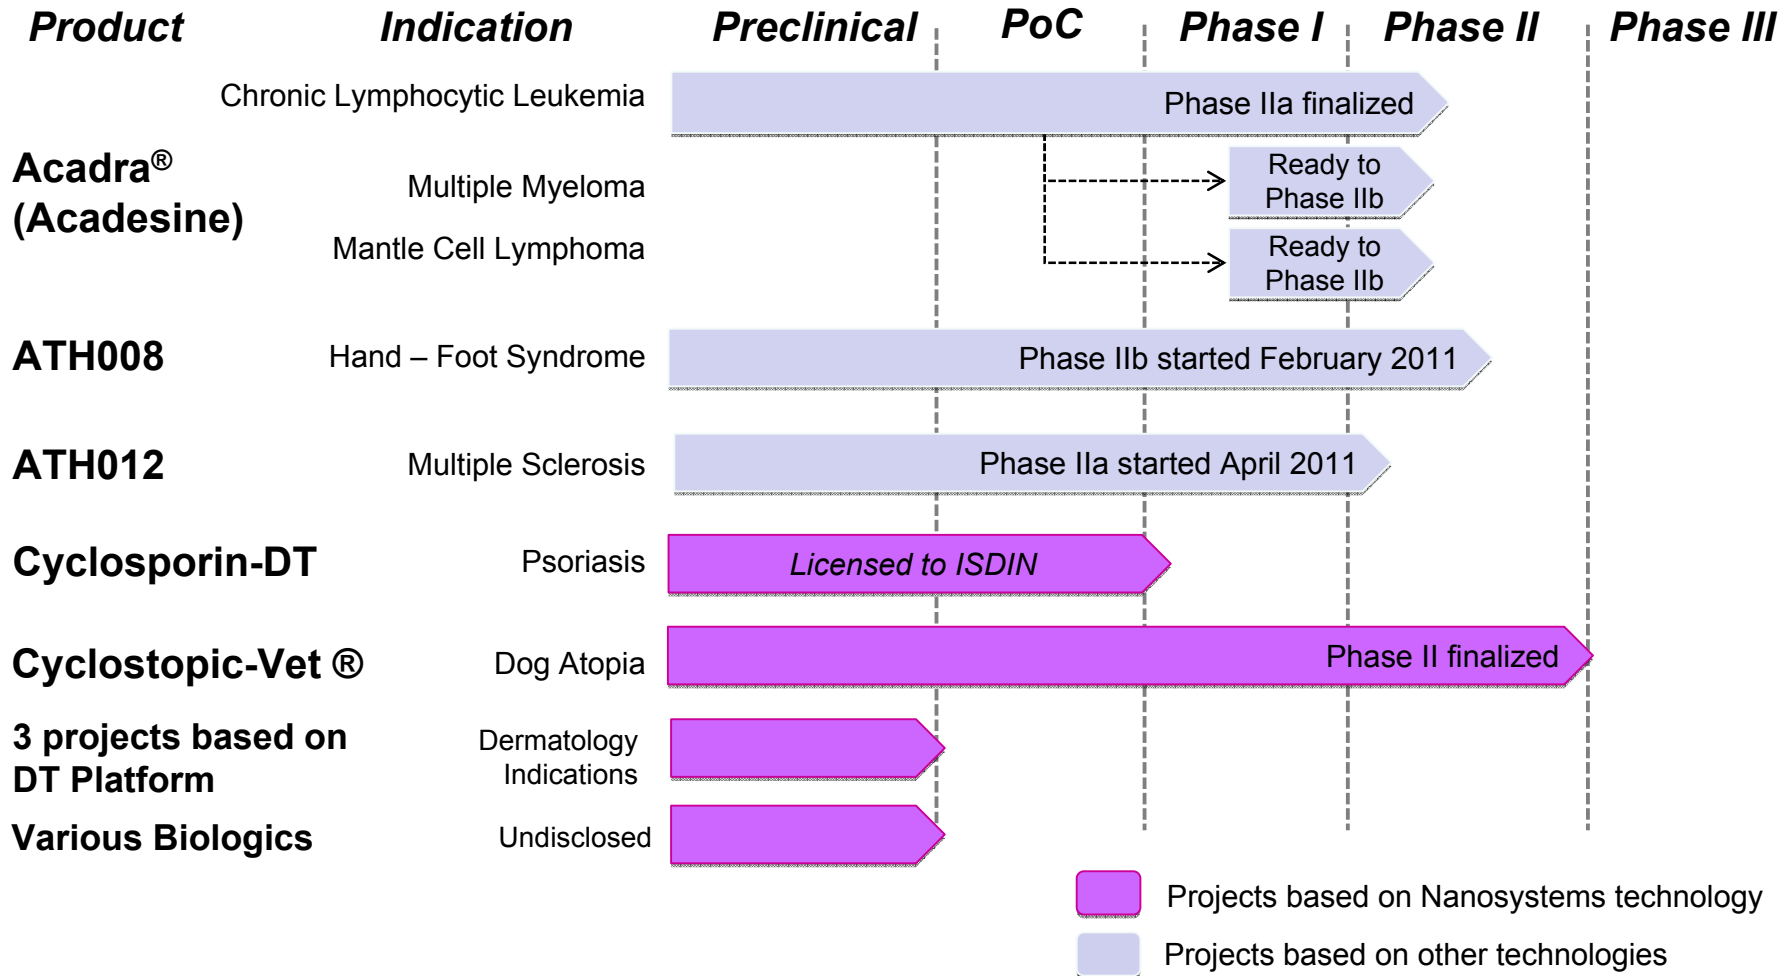 Product Indication Preclinical PoC Phase I Phase II Phase III
Chronic Lymphocytic Leukemia Phase IIa finalized
Acadra®
(Acadesine)
Multiple Myeloma
Ready to
Phase IIb
Mantle Cell Lymphoma
Ready to
Phase IIb
ATH008 Hand – Foot Syndrome Phase IIb started February 2011
ATH012 Multiple Sclerosis Phase IIa started April 2011
Cyclosporin-DT Psoriasis Licensed to ISDIN
Cyclostopic-Vet ® Dog Atopia Phase II finalized
3 projects based on
DT Platform
Dermatology
Indications
Various Biologics Undisclosed
Projects based on Nanosystems technology
Projects based on other technologies